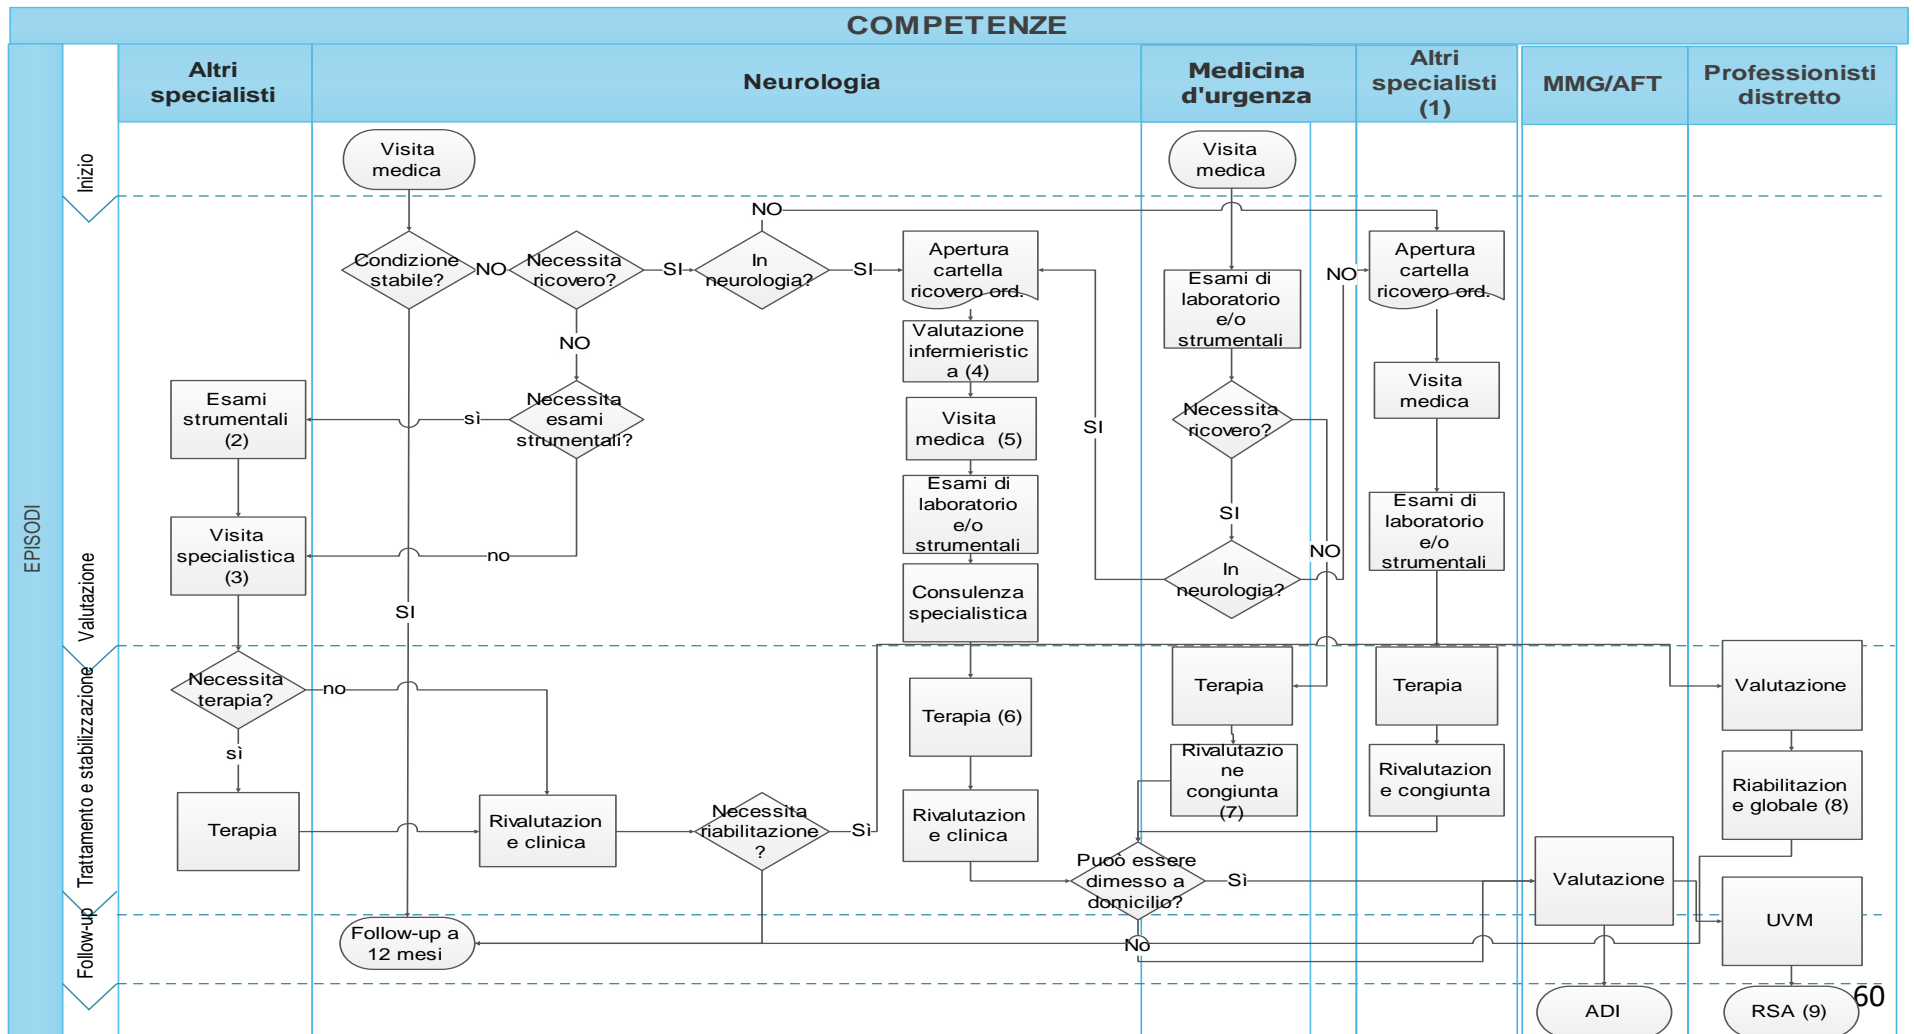 COMPETENZE
EPISODI
Altri
specialisti
Neurologia
Medicina
d'urgenza
Altri
specialisti
(1)
MMG/AFT
Professionisti
distretto
Inizio
Visita
medica
Visita
medica
Valutazione
NO
Condizione
stabile?
NO
Necessita
ricovero?
SI
In
neurologia?
SI
Apertura
cartella
ricovero ord.
Esami di
laboratorio
e/o
strumentali
NO
Apertura
cartella
ricovero ord.
NO
Valutazione
infermieristic
a (4)
Visita
medica
Esami
strumentali
(2)
sì
Necessita
esami
strumentali?
Visita
medica (5)
SI
Necessita
ricovero?
Esami di
laboratorio
e/o
strumentali
SI
Esami di
laboratorio
e/o
strumentali
Visita
specialistica
(3)
no
NO
In
neurologia?
SI
Consulenza
specialistica
Trattamento e stabilizzazione
Necessita
terapia?
no
sì
Terapia (6)
Terapia
Terapia
Valutazione
Rivalutazio
ne
congiunta
(7)
Rivalutazion
e congiunta
Riabilitazion
e globale (8)
Terapia
Rivalutazion
e clinica
Necessita
riabilitazione
?
Sì
Rivalutazion
e clinica
Puoò essere
dimesso a
domicilio?
Sì
Valutazione
UVM
Follow-up
Follow-up a
12 mesi
No
ADI
RSA (9)
60